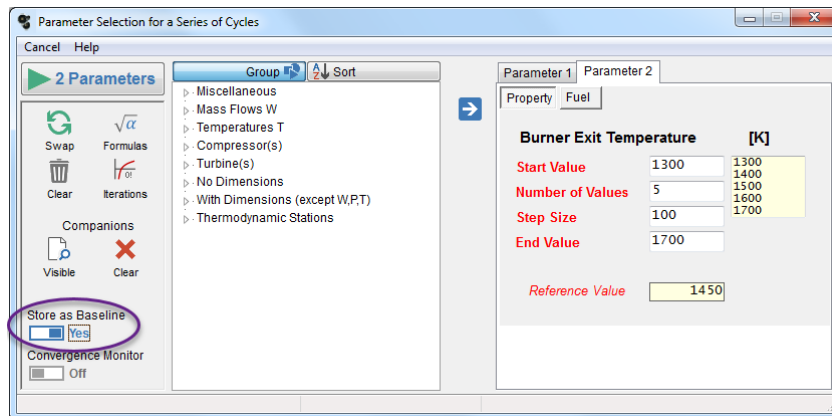 Parameter Selection for a Series of Cycles
Cancel Help
2 Parameters
Swap
√α
Formulas
Clear
0!
Iterations
Companions
Visible
Clear
Store as Baseline
Yes
Convergence Monitor
Off
Group
A
Z
Sort
Miscellaneous
Mass Flows W
Temperatures T
Compressor(s)
Turbine(s)
No Dimensions
With Dimensions (except W,P,T)
Thermodynamic Stations
Parameter 1 Parameter 2
Property Fuel
Burner Exit Temperature [K]
Start Value 1300
Number of Values 5
Step Size 100
End Value 1700
1300
1400
1500
1600
1700
Reference Value 1450